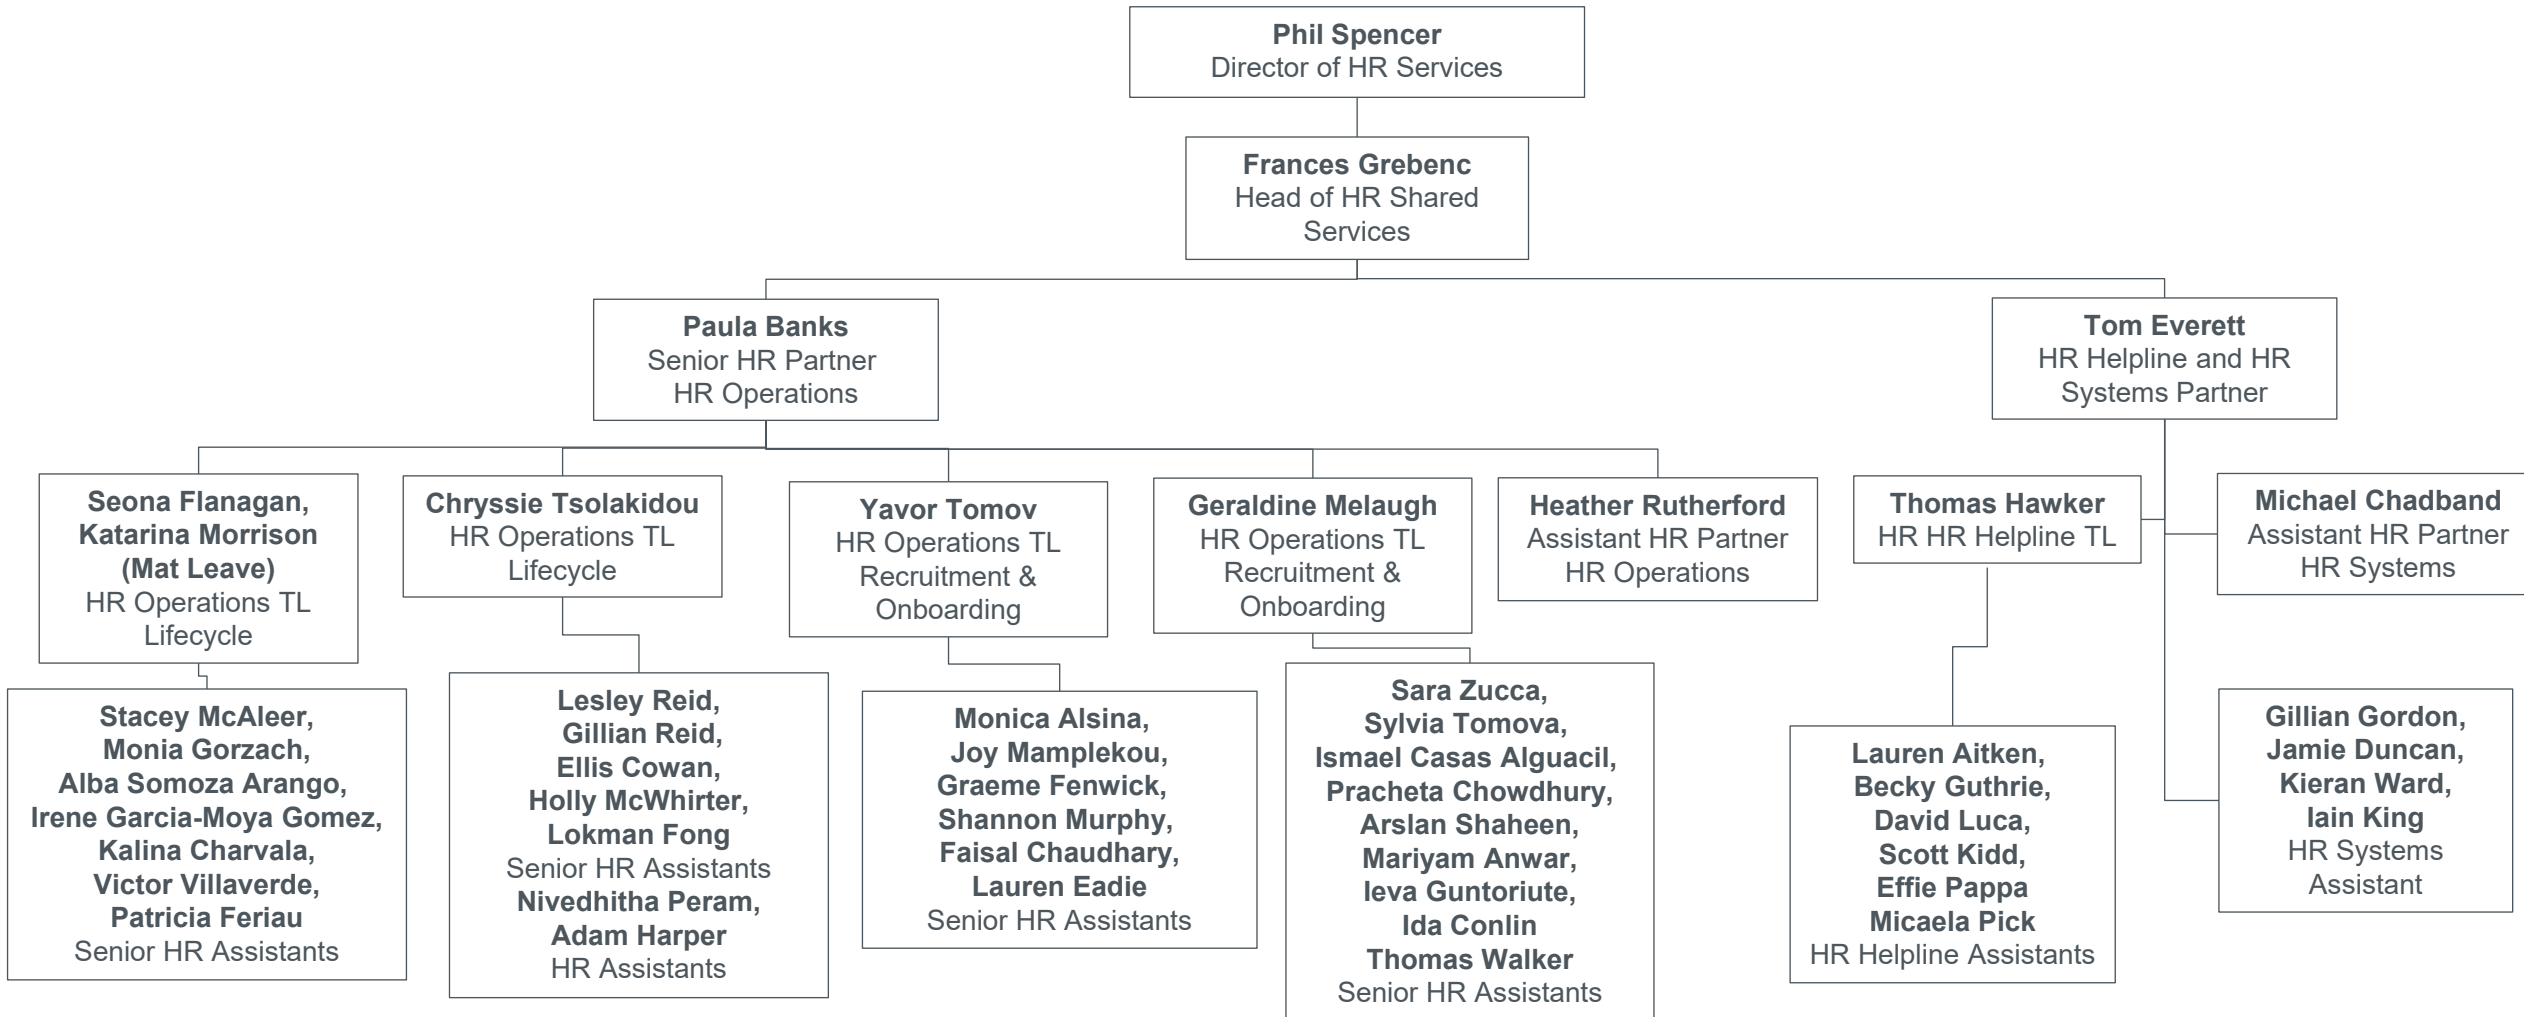 Phil Spencer
Director of HR Services
Frances Grebenc
Head of HR Shared
Services
Paula Banks
Senior HR Partner
HR Operations
Tom Everett
HR Helpline and HR
Systems Partner
Seona Flanagan,
Katarina Morrison
(Mat Leave)
HR Operations TL
Lifecycle
Chryssie Tsolakidou
HR Operations TL
Lifecycle
Yavor Tomov
HR Operations TL
Recruitment &
Onboarding
Geraldine Melaugh
HR Operations TL
Recruitment &
Onboarding
Heather Rutherford
Assistant HR Partner
HR Operations
Thomas Hawker
HR HR Helpline TL
Michael Chadband
Assistant HR Partner
HR Systems
Stacey McAleer,
Monia Gorzach,
Alba Somoza Arango,
Irene Garcia-Moya Gomez,
Kalina Charvala,
Victor Villaverde,
Patricia Feriau
Senior HR Assistants
Lesley Reid,
Gillian Reid,
Ellis Cowan,
Holly McWhirter,
Lokman Fong
Senior HR Assistants
Nivedhitha Peram,
Adam Harper
HR Assistants
Monica Alsina,
Joy Mamplekou,
Graeme Fenwick,
Shannon Murphy,
Faisal Chaudhary,
Lauren Eadie
Senior HR Assistants
Sara Zucca,
Sylvia Tomova,
Ismael Casas Alguacil,
Pracheta Chowdhury,
Arslan Shaheen,
Mariyam Anwar,
Ieva Guntoriute,
Ida Conlin
Thomas Walker
Senior HR Assistants
Lauren Aitken,
Becky Guthrie,
David Luca,
Scott Kidd,
Effie Pappa
Micaela Pick
HR Helpline Assistants
Gillian Gordon,
Jamie Duncan,
Kieran Ward,
Iain King
HR Systems
Assistant